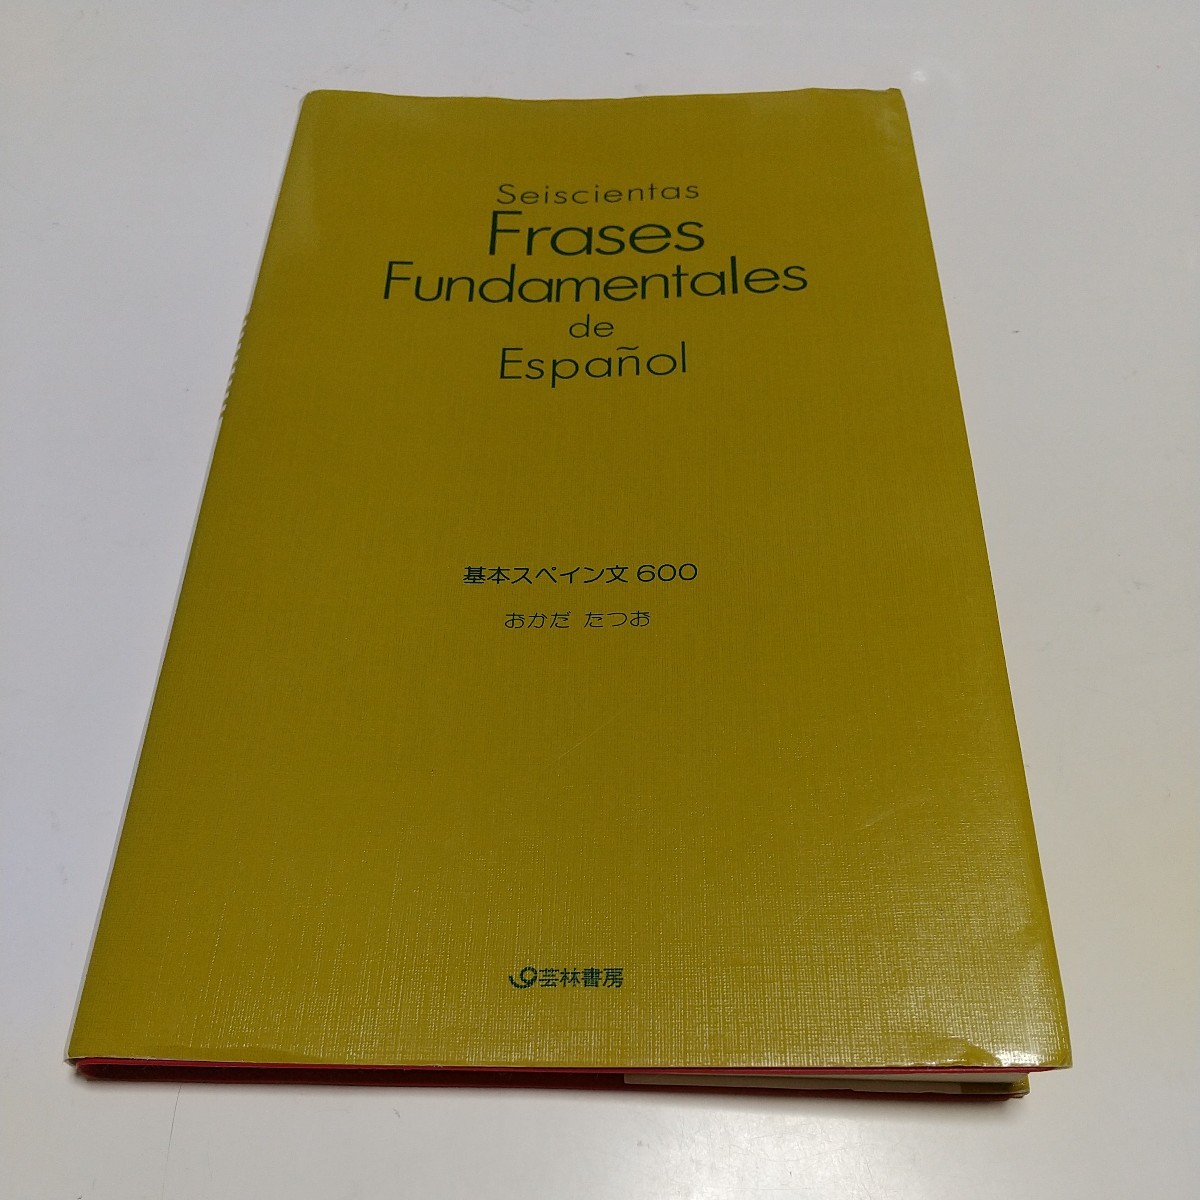 Seiscientas
Frases
Fundamentales
de
Español
基本スペイン文 600
おかだ たつお
芸林書房